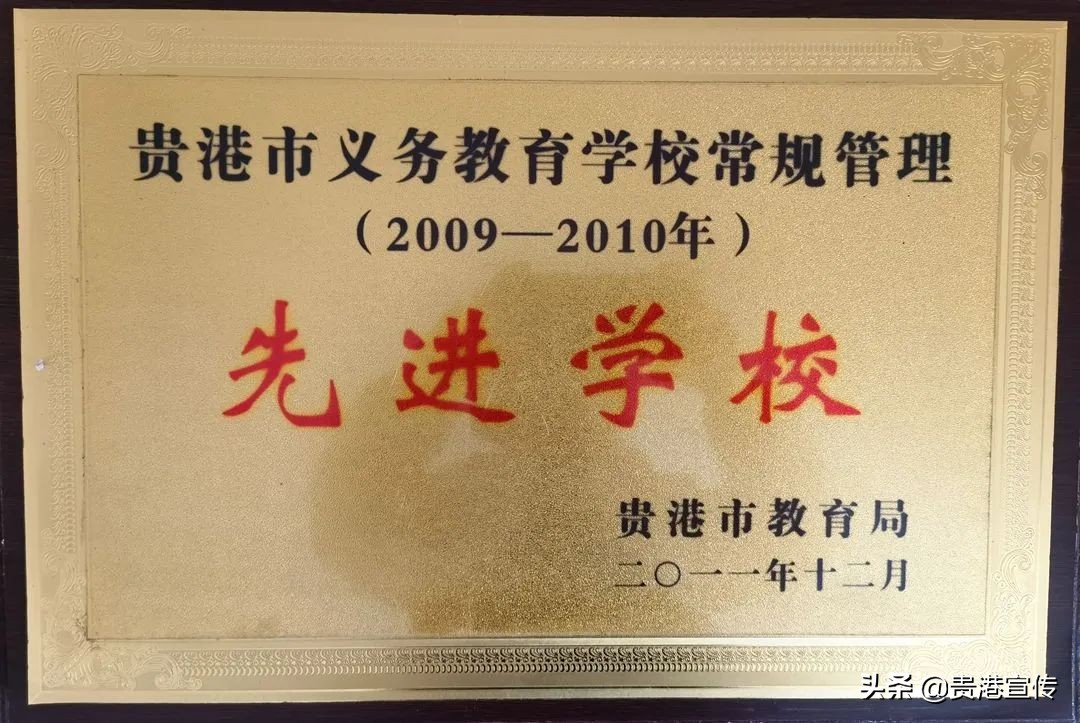 贵港市义务教育学校常规管理
（2009—2010年）
先进学校
贵港市教育局
二〇一一年十二月
头条 @贵港宣传